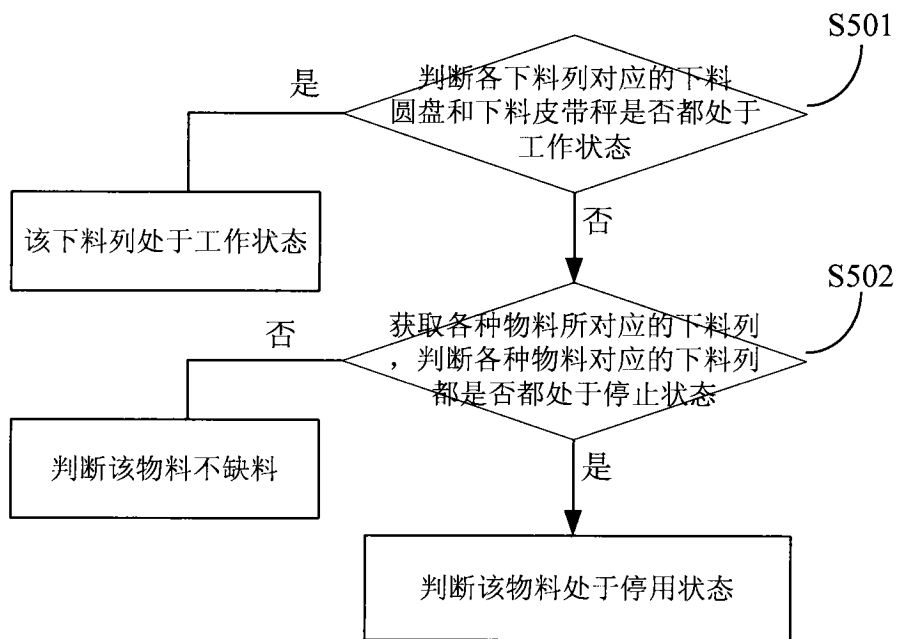 S501
判断各下料列对应的下料
圆盘和下料皮带秤是否都处于
工作状态
是
该下料列处于工作状态
否
S502
获取各种物料所对应的下料列
，判断各种物料对应的下料列
都是否都处于停止状态
否
判断该物料不缺料
是
判断该物料处于停用状态